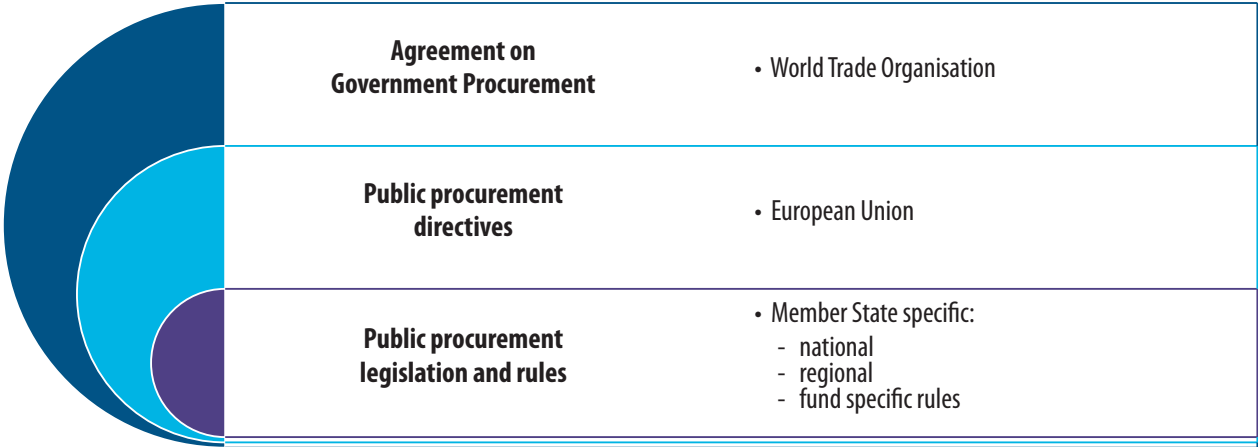 Agreement on
Government Procurement
• World Trade Organisation
Public procurement
directives
• European Union
Public procurement
legislation and rules
• Member State specific:
- national
- regional
- fund specific rules